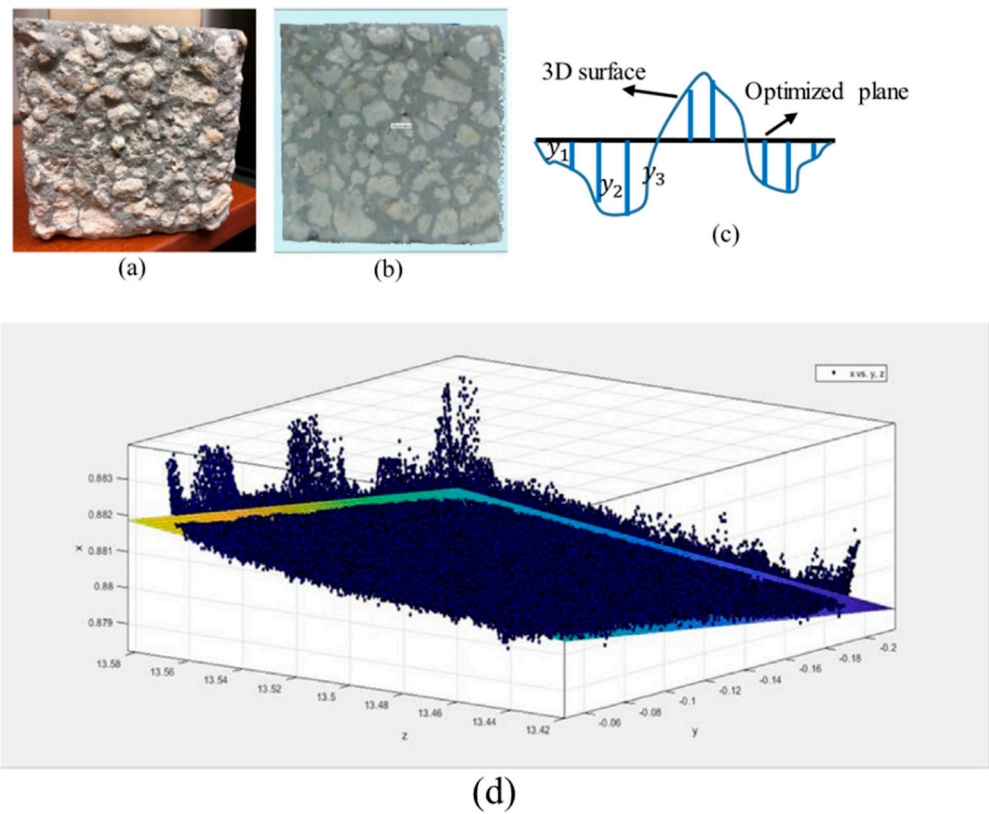 3D surface
Optimized plane
y1
y2
y3
(a)
(b)
(c)
x vs. y, z
0.883
0.882
x
0.881
0.88
0.879
13.58
13.56
13.54
13.52
13.5
13.48
13.46
13.44
13.42
z
-0.06
-0.08
-0.1
-0.12
-0.14
-0.16
-0.18
-0.2
y
(d)